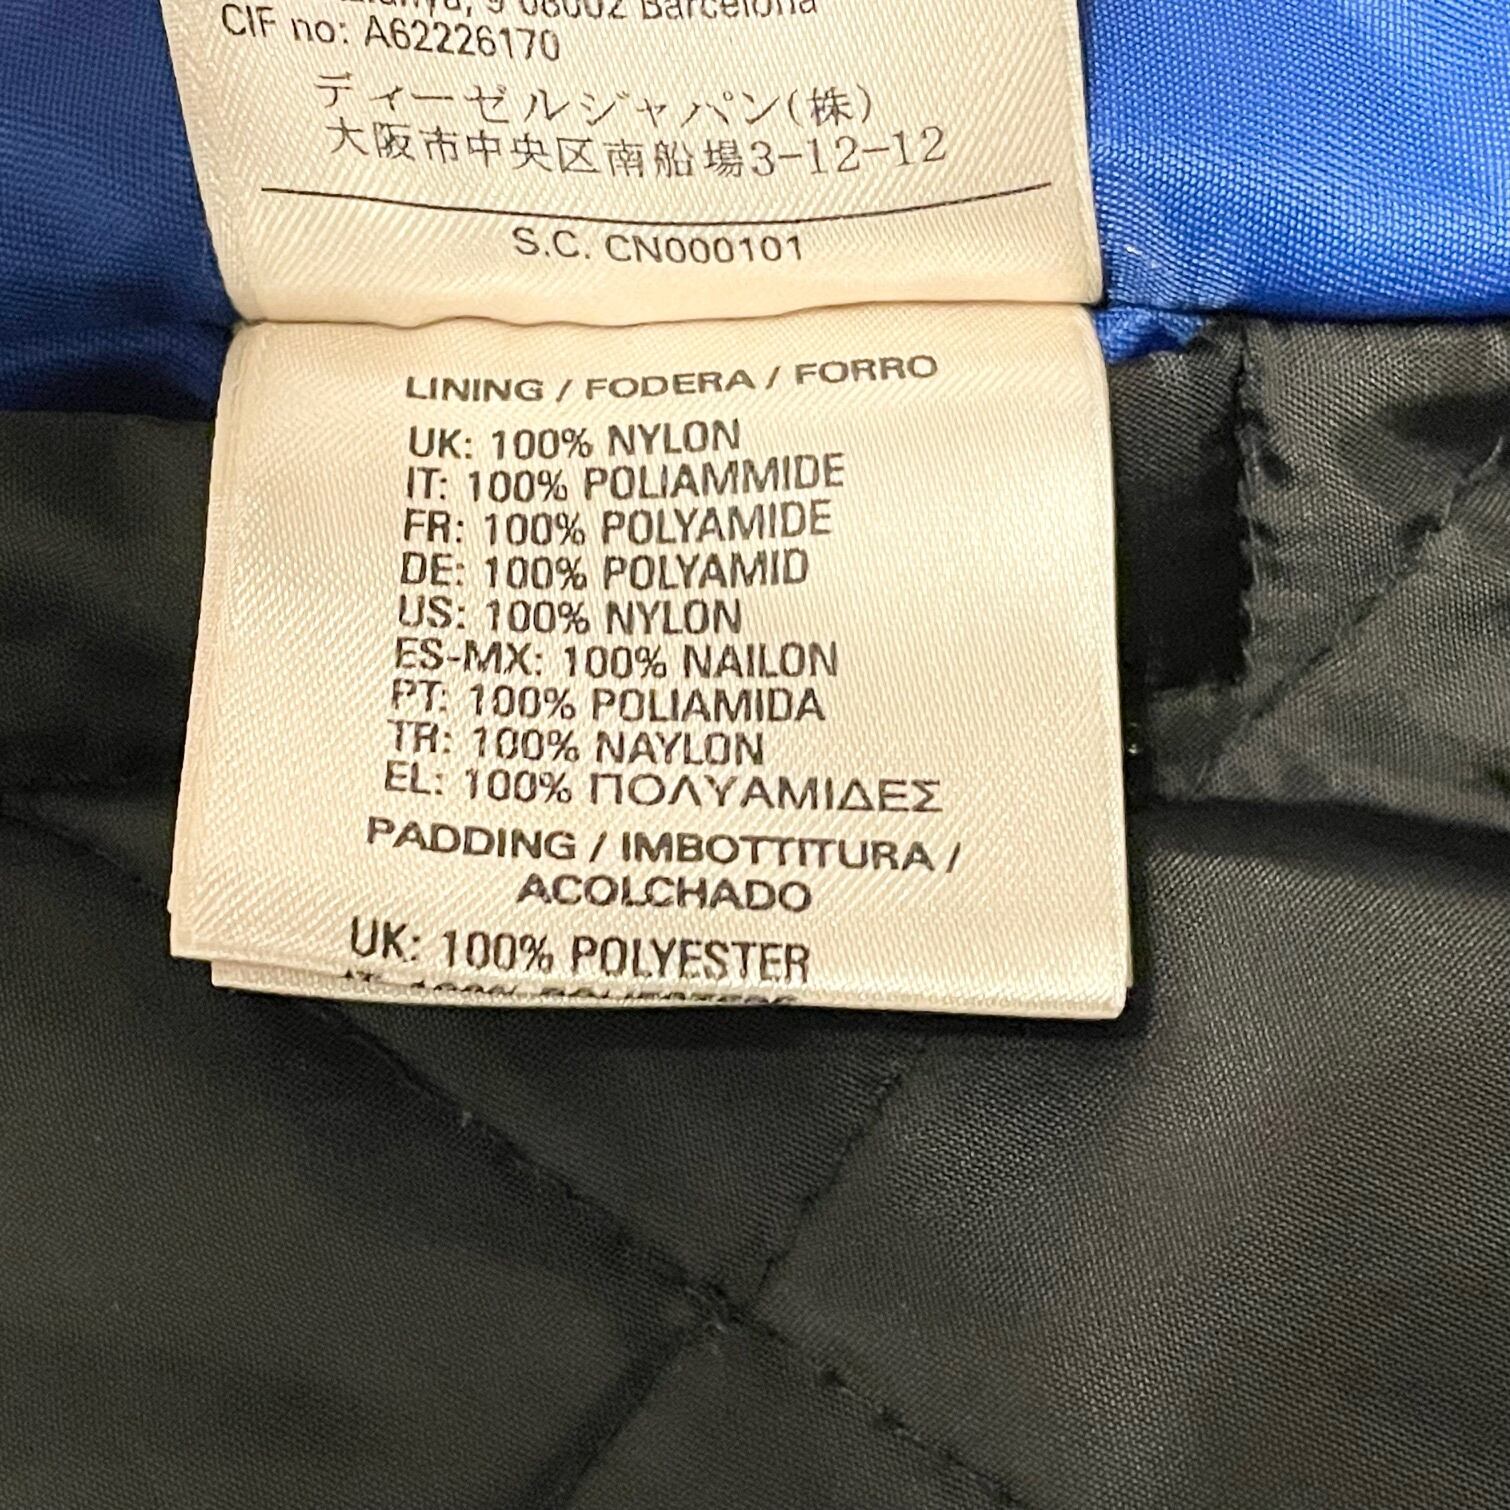 9 08002 Barcelona
CIF no: A62226170
ディーゼルジャパン(株)
大阪市中央区南船場3-12-12
S.C. CN000101
LINING / FODERA / FORRO
UK: 100% NYLON
IT: 100% POLIAMMIDE
FR: 100% POLYAMIDE
DE: 100% POLYAMID
US: 100% NYLON
ES-MX: 100% NAILON
PT: 100% POLIAMIDA
TR: 100% NAYLON
EL: 100% ΠΟΛΥΑΜΙΔΕΣ
PADDING / IMBOTTITURA /
ACOLCHADO
UK: 100% POLYESTER